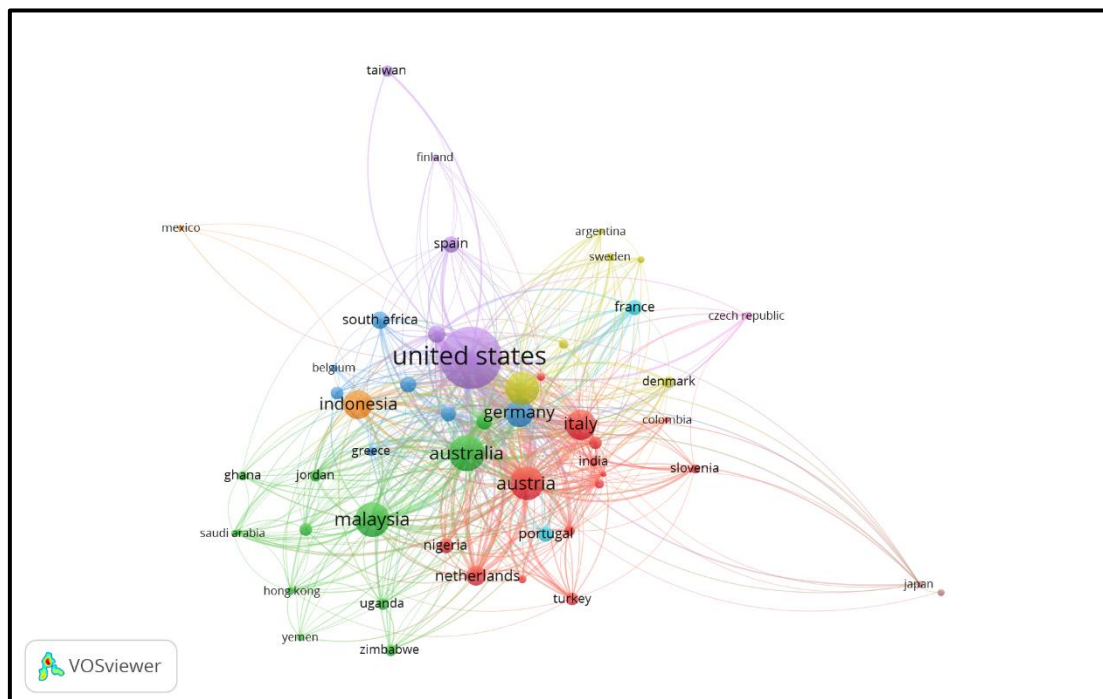 taiwan
finland
mexico
argentina
spain
sweden
france
czech republic
south africa
united states
belgium
denmark
indonesia
germany
colombia
italy
greece
australia
india
slovenia
ghana
jordan
austria
malaysia
saudi arabia
portugal
nigeria
netherlands
japan
hong kong
turkey
uganda
yemen
zimbabwe
VOSviewer